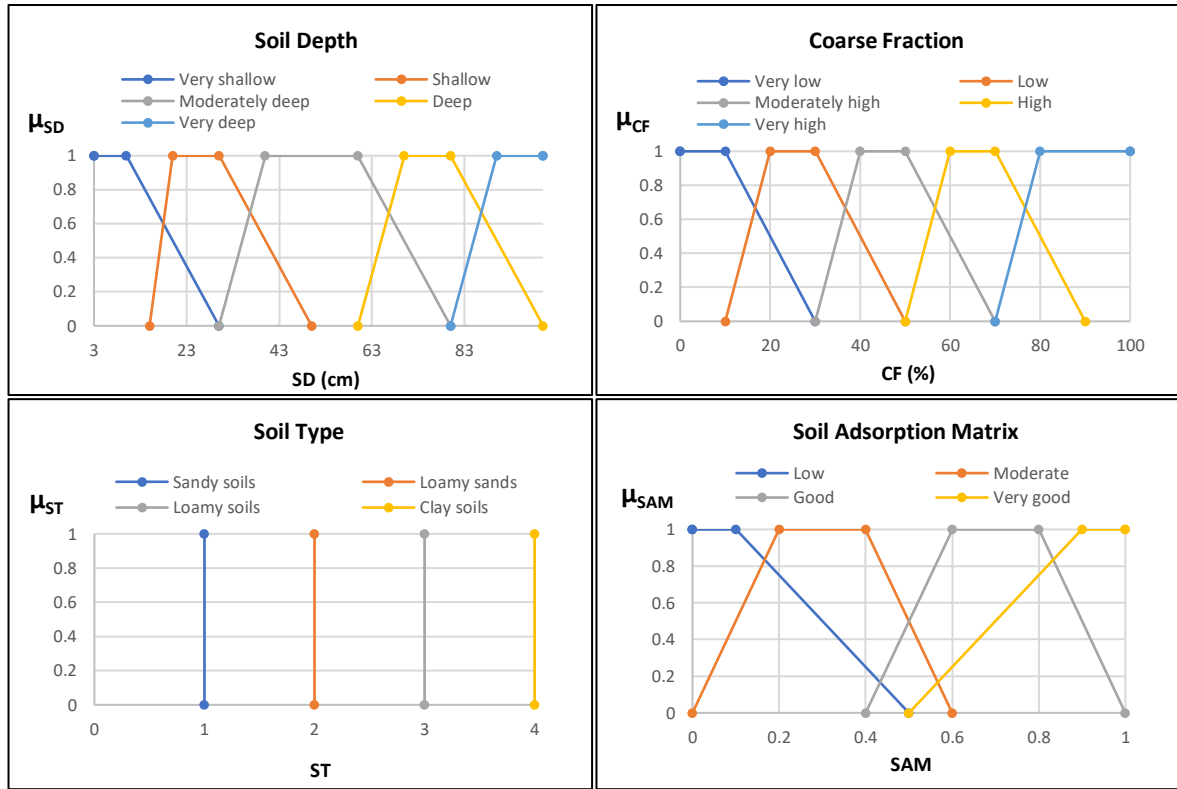 Soil Depth
Very shallow Shallow
Moderately deep Deep
Very deep
μSD
1
0.8
0.6
0.4
0.2
0
3 23 43 63 83
SD (cm)
Coarse Fraction
Very low Low
Moderately high High
Very high
μCF
1
0.8
0.6
0.4
0.2
0
0 20 40 60 80 100
CF (%)
Soil Type
Sandy soils Loamy sands
Loamy soils Clay soils
μST
1
0.8
0.6
0.4
0.2
0
0 1 2 3 4
ST
Soil Adsorption Matrix
Low Moderate
Good Very good
μSAM
1
0.8
0.6
0.4
0.2
0
0 0.2 0.4 0.6 0.8 1
SAM